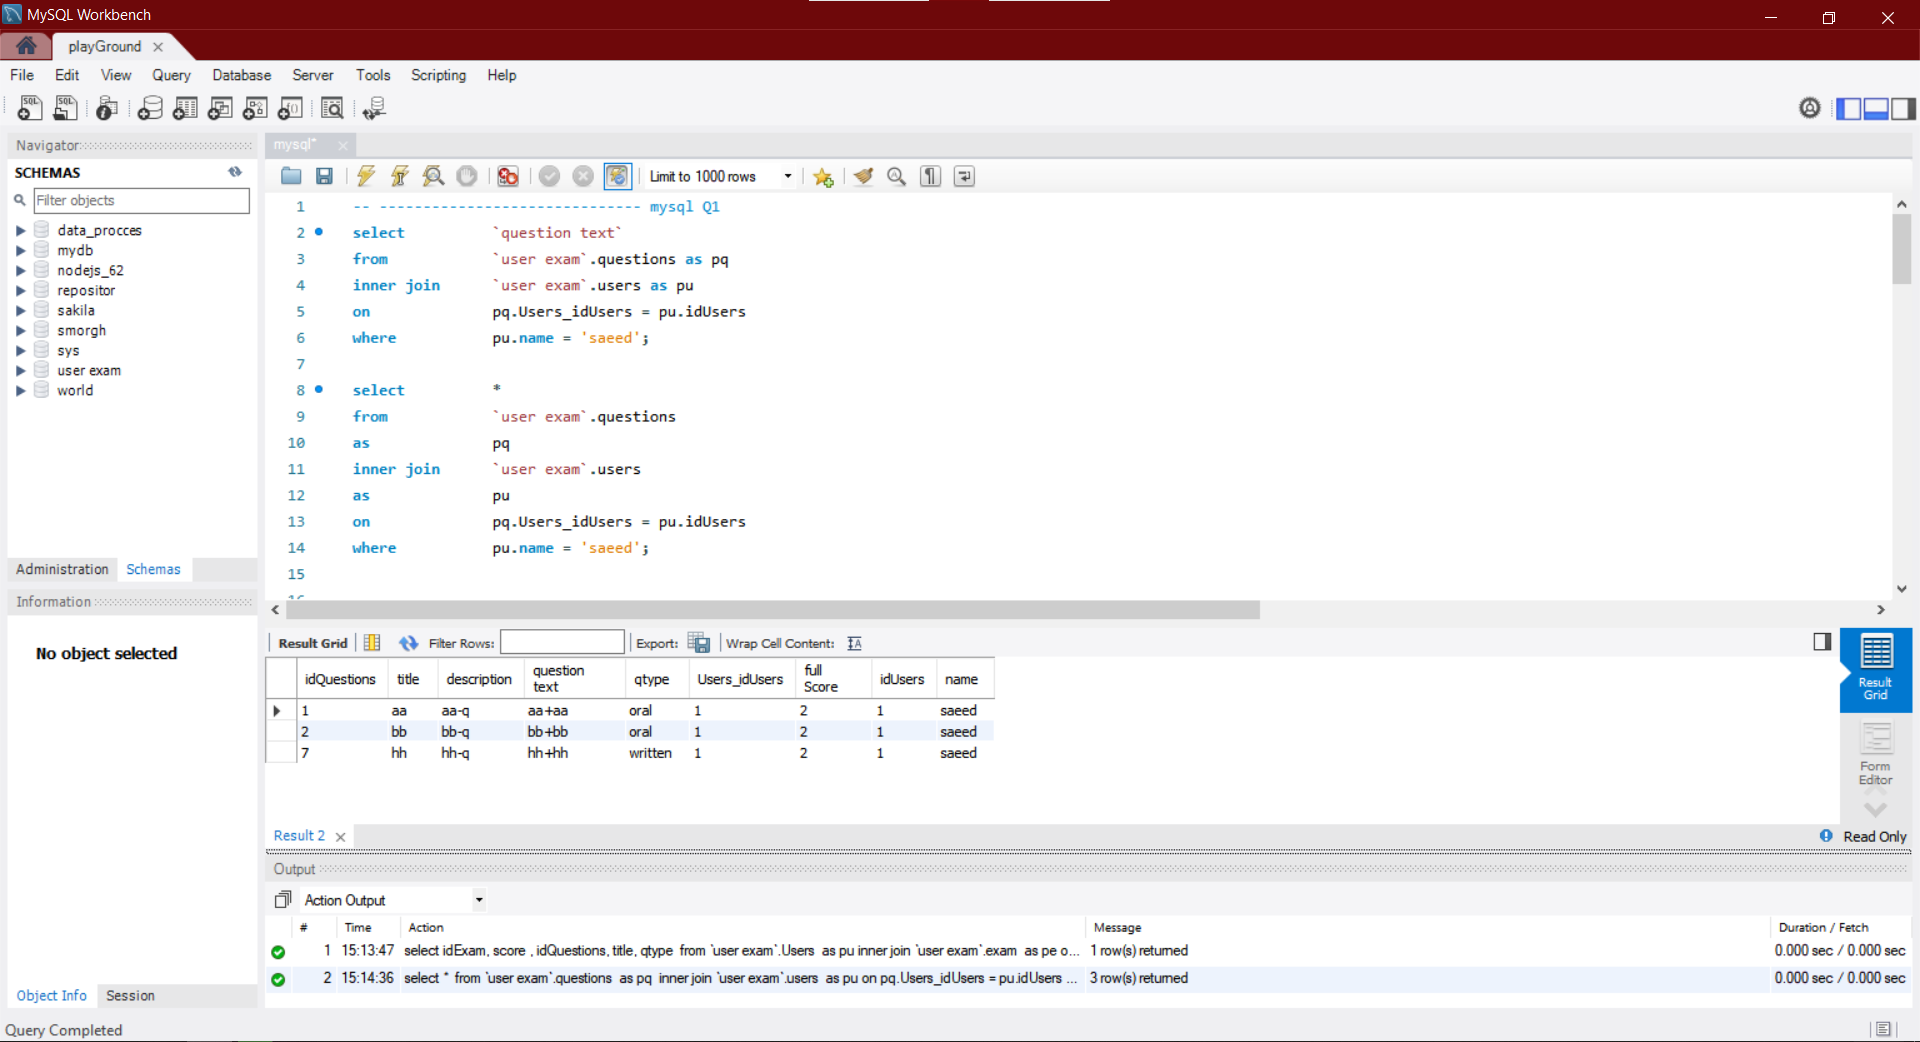 MySQL Workbench
playGround
File Edit View Query Database Server Tools Scripting Help
Navigator
SCHEMAS
Filter objects
data_procces
mydb
nodejs_62
repositor
sakila
smorgh
sys
user exam
world
Administration Schemas
Information
No object selected
Object Info Session
mysql*
Limit to 1000 rows
1 -- ------------------------------ mysql Q1
2 select `question text`
3 from `user exam`.questions as pq
4 inner join `user exam`.users as pu
5 on pq.Users_idUsers = pu.idUsers
6 where pu.name = 'saeed';
7
8 select *
9 from `user exam`.questions
10 as pq
11 inner join `user exam`.users
12 as pu
13 on pq.Users_idUsers = pu.idUsers
14 where pu.name = 'saeed';
15
Result Grid Filter Rows: Export: Wrap Cell Content:
idQuestions title description question text qtype Users_idUsers full Score idUsers name
1 aa aa-q aa+aa oral 1 2 1 saeed
2 bb bb-q bb+bb oral 1 2 1 saeed
7 hh hh-q hh+hh written 1 2 1 saeed
Result Grid
Form Editor
Result 2
Read Only
Output
Action Output
# Time Action Message Duration / Fetch
1 15:13:47 select idExam, score , idQuestions, title, qtype from `user exam`.Users as pu inner join `user exam`.exam as pe o... 1 row(s) returned 0.000 sec / 0.000 sec
2 15:14:36 select * from `user exam`.questions as pq inner join `user exam`.users as pu on pq.Users_idUsers = pu.idUsers ... 3 row(s) returned 0.000 sec / 0.000 sec
Query Completed